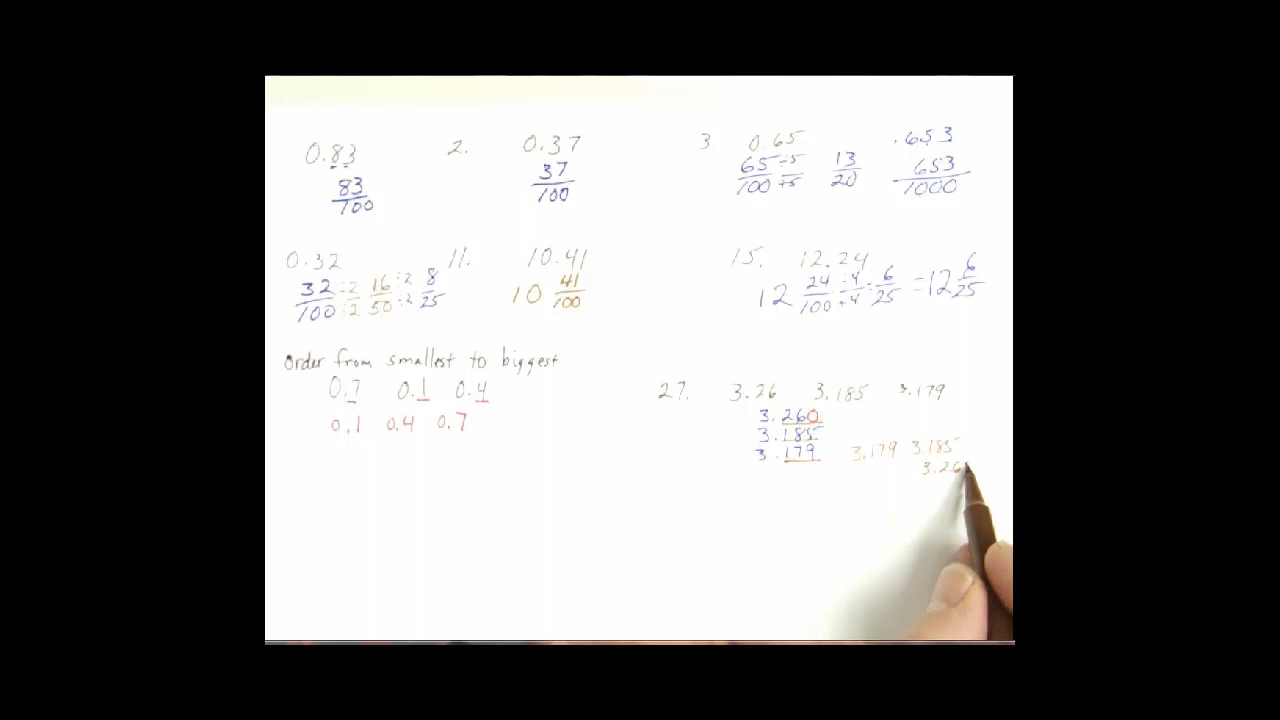 0.83 2. 0.37 3. 0.65 .653
83/100 37/100 65÷5/100÷5 13/20 653/1000
0.32 11. 10.41 15. 12.24
32÷2/100÷2 16÷2/50÷2 8/25 10 41/100 12 24÷4/100÷4 = 6/25 = 12 6/25
Order from smallest to biggest
0.7 0.1 0.4 27. 3.26 3.185 3.179
0.1 0.4 0.7 3.260
3.185
3.179 3.179 3.185
3.26